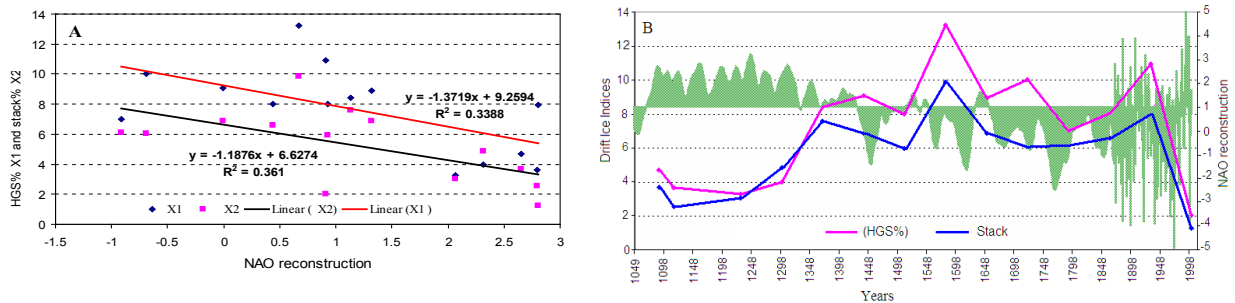 A
HGS% X1 and stack% X2
14
12
10
8
6
4
2
0
y = -1.3719x + 9.2594
R² = 0.3388
y = -1.1876x + 6.6274
R² = 0.361
X1 X2 Linear ( X2) Linear (X1 )
-1.5 -1 -0.5 0 0.5 1 1.5 2 2.5 3
NAO reconstruction
B
Drift Ice Indices
14
12
10
8
6
4
2
0
5
4
3
2
1
0
-1
-2
-3
-4
-5
NAO reconstruction
(HGS%) Stack
1049 1098 1148 1198 1248 1298 1348 1398 1448 1498 1548 1598 1648 1698 1748 1798 1848 1898 1948 1998
Years